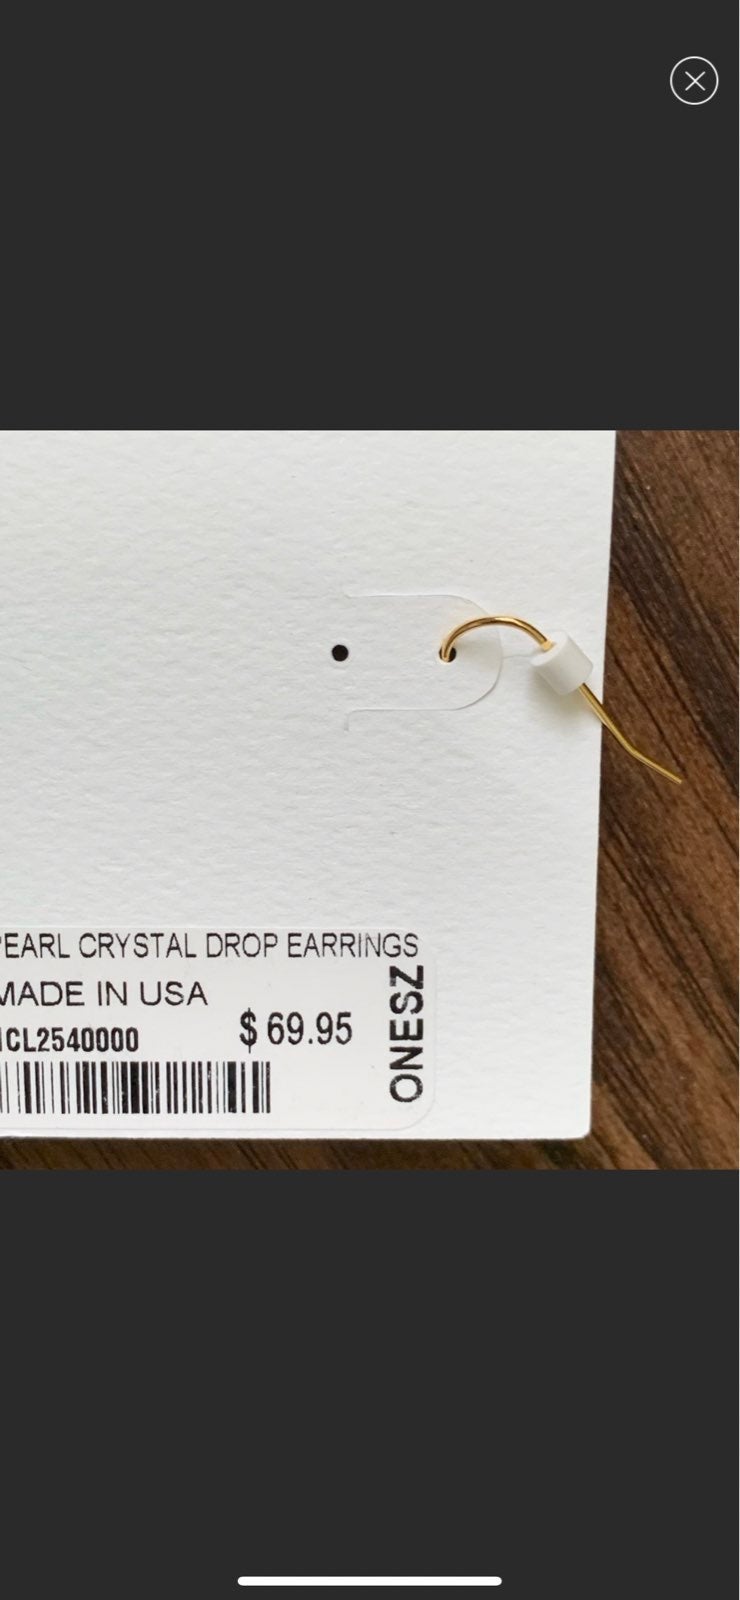 PEARL CRYSTAL DROP EARRINGS
MADE IN USA
CL2540000 $ 69.95
ONESZ